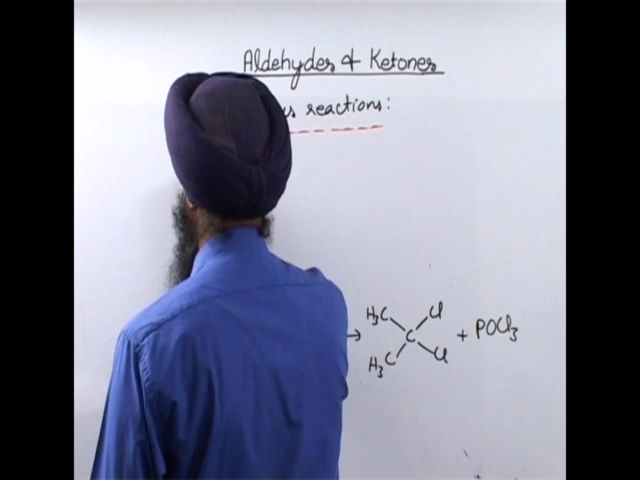 Aldehydes & Ketones
reactions:
H₃C Cl
→ C + POCl₃
H₃C Cl